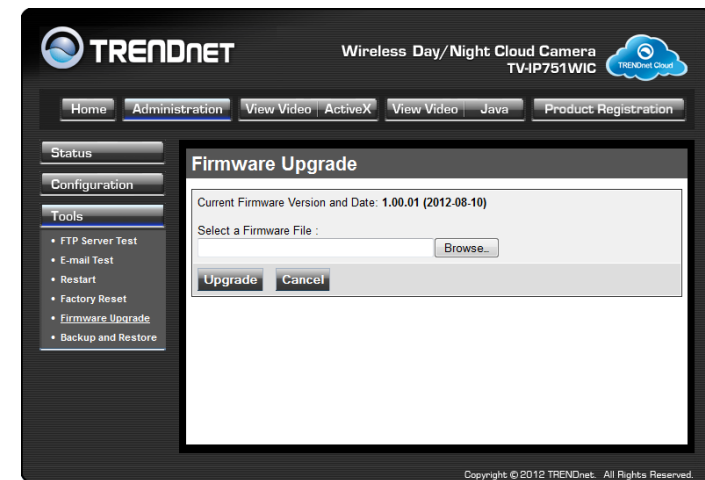 TRENDNET
Wireless Day/Night Cloud Camera
TV-IP751WIC
TRENDnet Cloud
Home Administration View Video ActiveX View Video Java Product Registration
Status
Configuration
Tools
• FTP Server Test
• E-mail Test
• Restart
• Factory Reset
• Firmware Upgrade
• Backup and Restore
Firmware Upgrade
Current Firmware Version and Date: 1.00.01 (2012-08-10)
Select a Firmware File :
Browse...
Upgrade Cancel
Copyright © 2012 TRENDnet. All Rights Reserved.